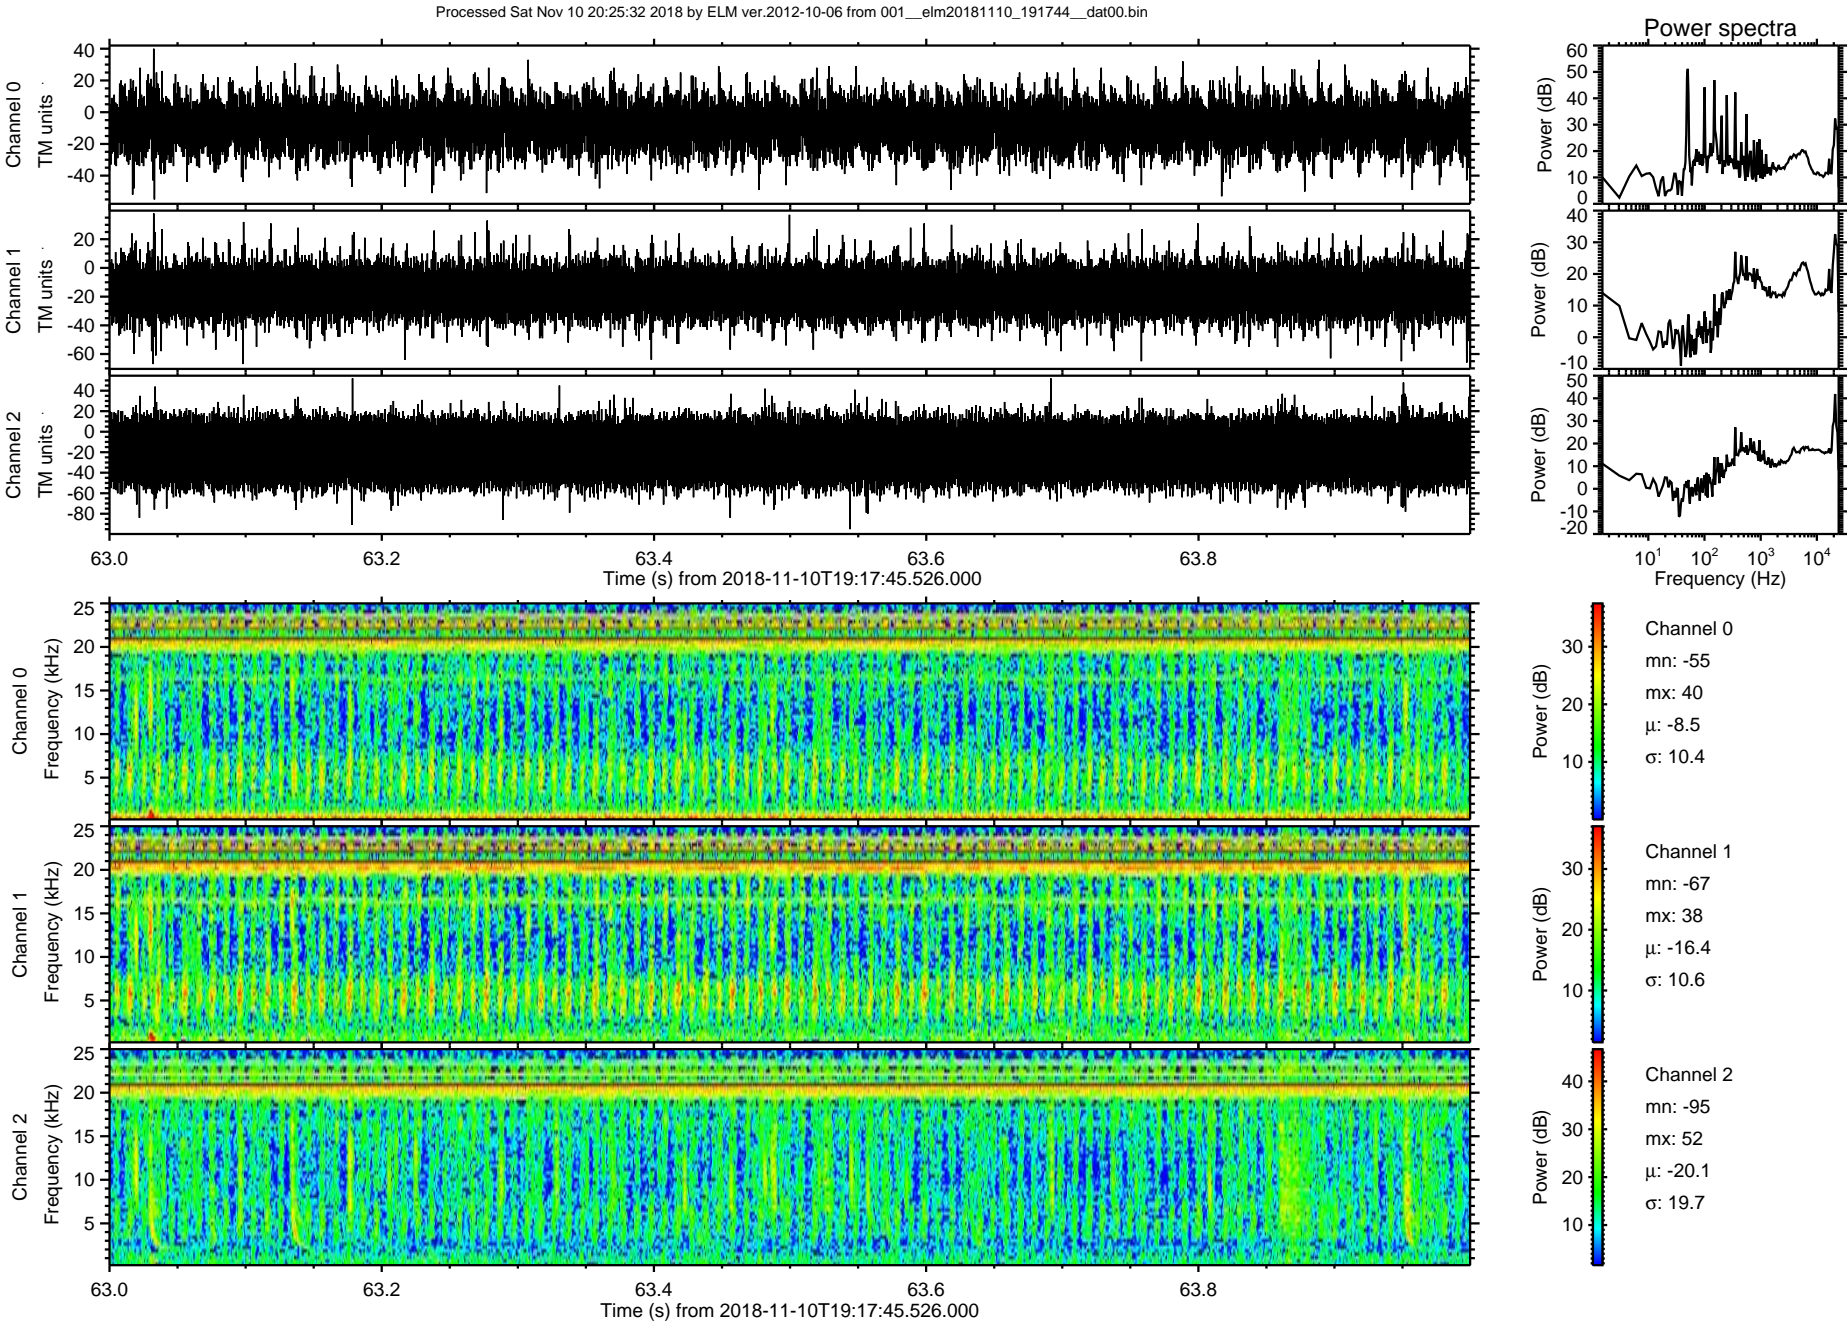 Processed Sat Nov 10 20:25:32 2018 by ELM ver.2012-10-06 from 001__elm20181110_191744__dat00.bin
Power spectra
Channel 0
TM units
40
20
0
-20
-40
Power (dB)
60
50
40
30
20
10
0
Channel 1
TM units
20
0
-20
-40
-60
Power (dB)
40
30
20
10
0
-10
Channel 2
TM units
40
20
0
-20
-40
-60
-80
Power (dB)
50
40
30
20
10
0
-10
-20
63.0 63.2 63.4 63.6 63.8
Time (s) from 2018-11-10T19:17:45.526.000
10¹ 10² 10³ 10⁴
Frequency (Hz)
Channel 0
Frequency (kHz)
25
20
15
10
5
Power (dB)
30
20
10
Channel 0
mn: -55
mx: 40
μ: -8.5
σ: 10.4
Channel 1
Frequency (kHz)
25
20
15
10
5
Power (dB)
30
20
10
Channel 1
mn: -67
mx: 38
μ: -16.4
σ: 10.6
Channel 2
Frequency (kHz)
25
20
15
10
5
Power (dB)
40
30
20
10
Channel 2
mn: -95
mx: 52
μ: -20.1
σ: 19.7
63.0 63.2 63.4 63.6 63.8
Time (s) from 2018-11-10T19:17:45.526.000